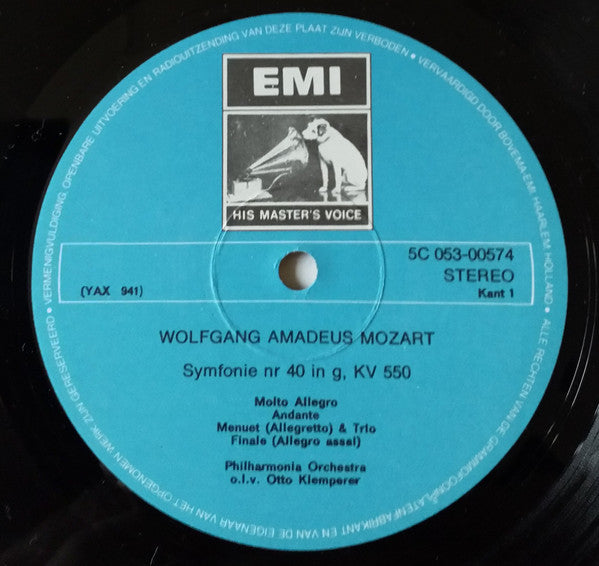 EMI
HIS MASTER'S VOICE
5C 053-00574
STEREO
(YAX 941)
Kant 1
WOLFGANG AMADEUS MOZART
Symfonie nr 40 in g, KV 550
Molto Allegro
Andante
Menuet (Allegretto) & Trio
Finale (Allegro assai)
Philharmonia Orchestra
o.l.v. Otto Klemperer
• VERVAARDIGD DOOR BOVEMA-EMI HAARLEM HOLLAND • ALLE RECHTEN VAN DE GRAMMOFOONPLATENFABRIKANT EN VAN DE EIGENAAR VAN HET OPGENOMEN WERK ZIJN GERESERVEERD • VERMENIGVULDIGING OPENBARE UITVOERING EN RADIOUITZENDING VAN DEZE PLAAT ZIJN VERBODEN